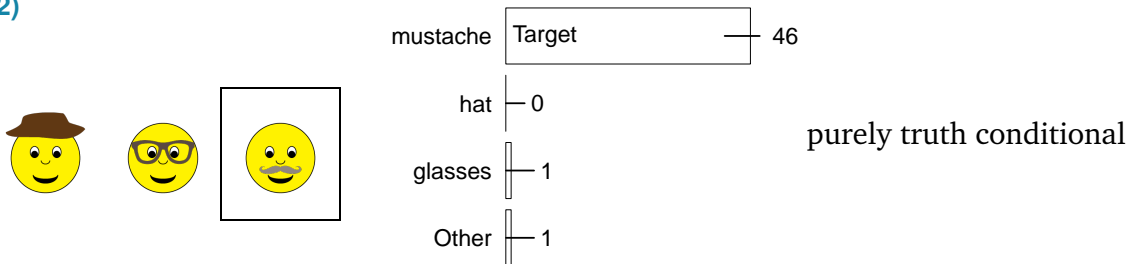 2)
mustache Target 46
hat 0
glasses 1
Other 1
purely truth conditional